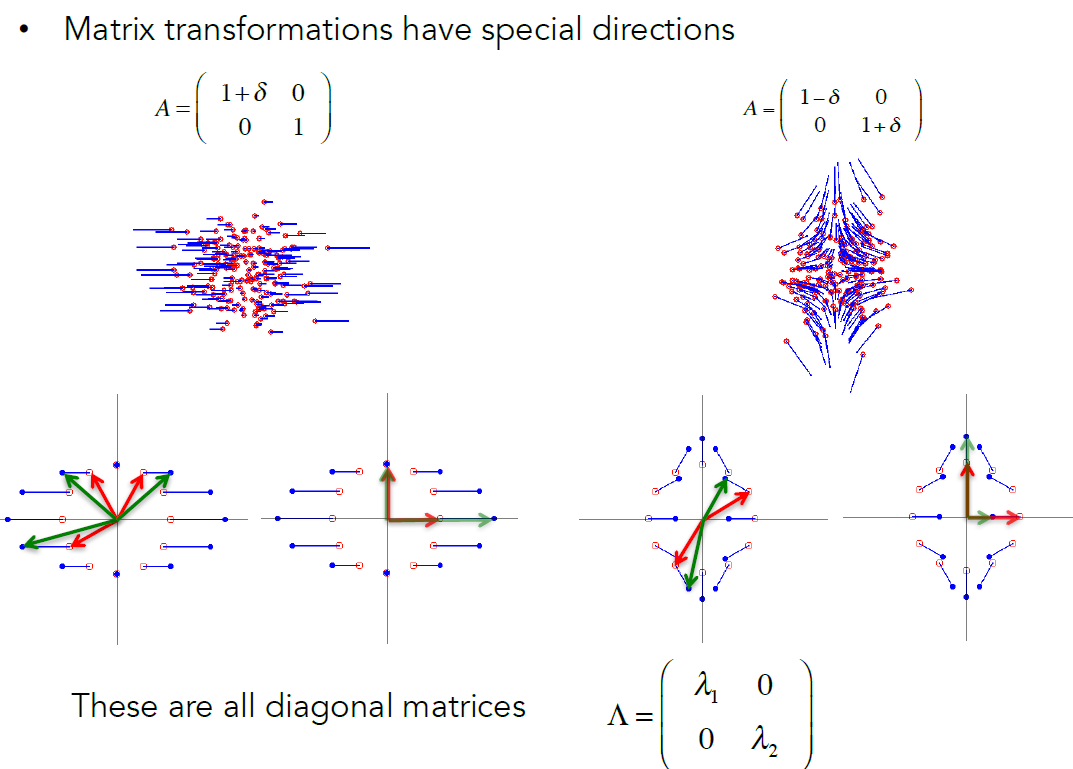 • Matrix transformations have special directions
A = ( 1+δ 0
0 1 )
A = ( 1−δ 0
0 1+δ )
These are all diagonal matrices
Λ = ( λ₁ 0
0 λ₂ )